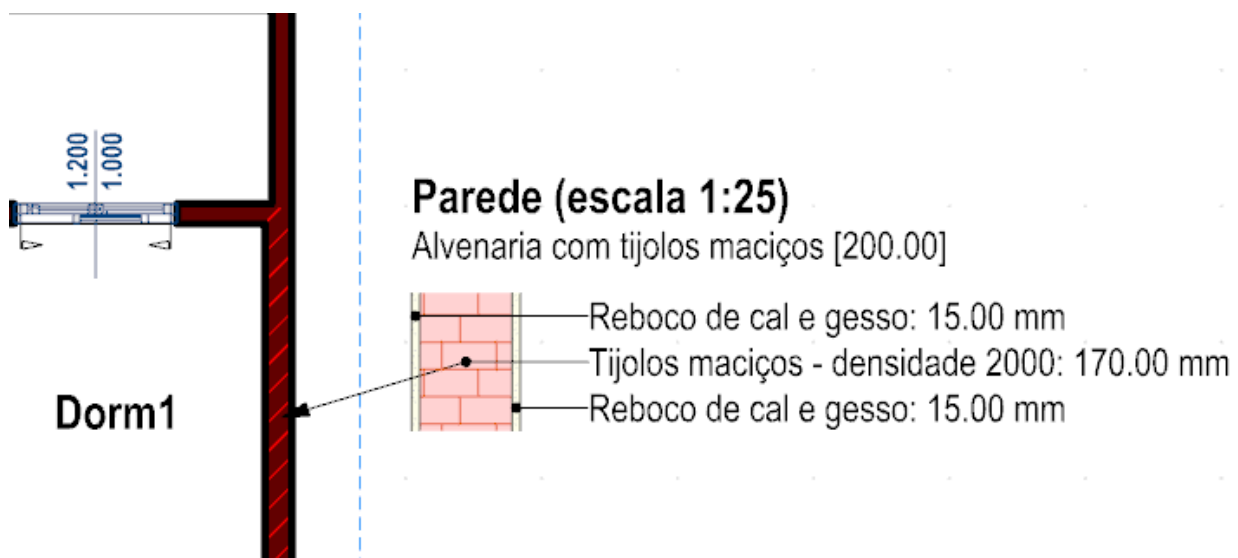 1.200
1.000
Parede (escala 1:25)
Alvenaria com tijolos maciços [200.00]
Reboco de cal e gesso: 15.00 mm
Tijolos maciços - densidade 2000: 170.00 mm
Reboco de cal e gesso: 15.00 mm
Dorm1